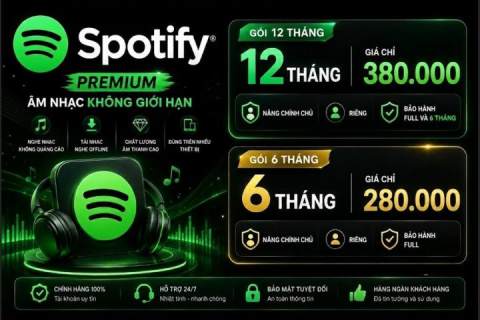 Spotify®
PREMIUM
ÂM NHẠC KHÔNG GIỚI HẠN
NGHE NHẠC
KHÔNG QUẢNG CÁO
TẢI NHẠC
NGHE OFFLINE
CHẤT LƯỢNG
ÂM THANH CAO
DÙNG TRÊN NHIỀU
THIẾT BỊ
GÓI 12 THÁNG
12 THÁNG
GIÁ CHỈ
380.000
NÂNG CHÍNH CHỦ
RIÊNG
BẢO HÀNH
FULL VÀ 6 THÁNG
GÓI 6 THÁNG
6 THÁNG
GIÁ CHỈ
280.000
NÂNG CHÍNH CHỦ
RIÊNG
BẢO HÀNH
FULL
CHÍNH HÃNG 100%
Tài khoản uy tín
HỖ TRỢ 24/7
Nhiệt tình - nhanh chóng
BẢO MẬT TUYỆT ĐỐI
An toàn thông tin
HÀNG NGÀN KHÁCH HÀNG
Đã tin tưởng và sử dụng